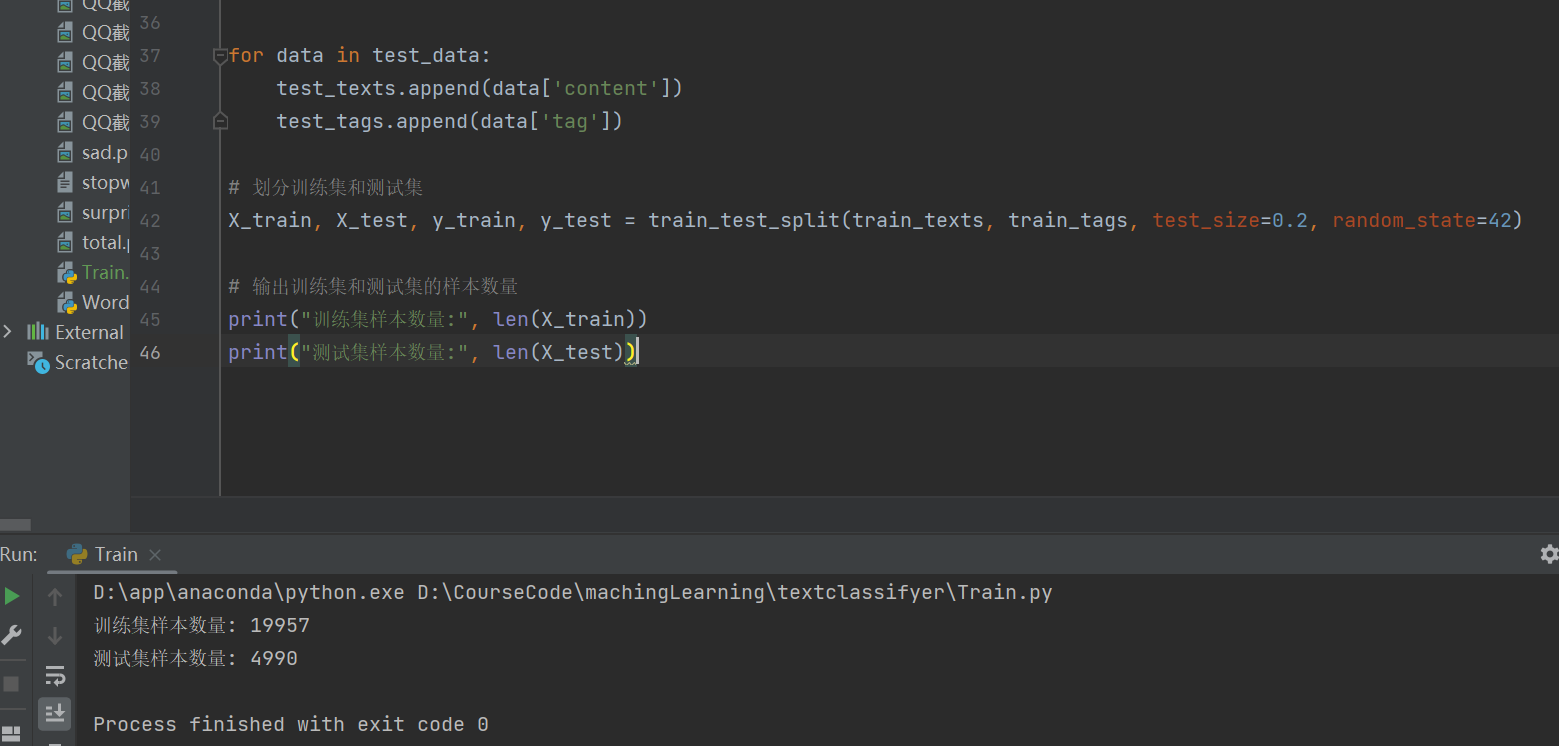 QQ截
QQ截
QQ截
QQ截
QQ截
sad.p
stopw
surpri
total.p
Train.
Word
External
Scratche
36
37 for data in test_data:
38 test_texts.append(data['content'])
39 test_tags.append(data['tag'])
40
41 # 划分训练集和测试集
42 X_train, X_test, y_train, y_test = train_test_split(train_texts, train_tags, test_size=0.2, random_state=42)
43
44 # 输出训练集和测试集的样本数量
45 print("训练集样本数量:", len(X_train))
46 print("测试集样本数量:", len(X_test))
Run: Train
D:\app\anaconda\python.exe D:\CourseCode\machingLearning\textclassifyer\Train.py
训练集样本数量: 19957
测试集样本数量: 4990
Process finished with exit code 0